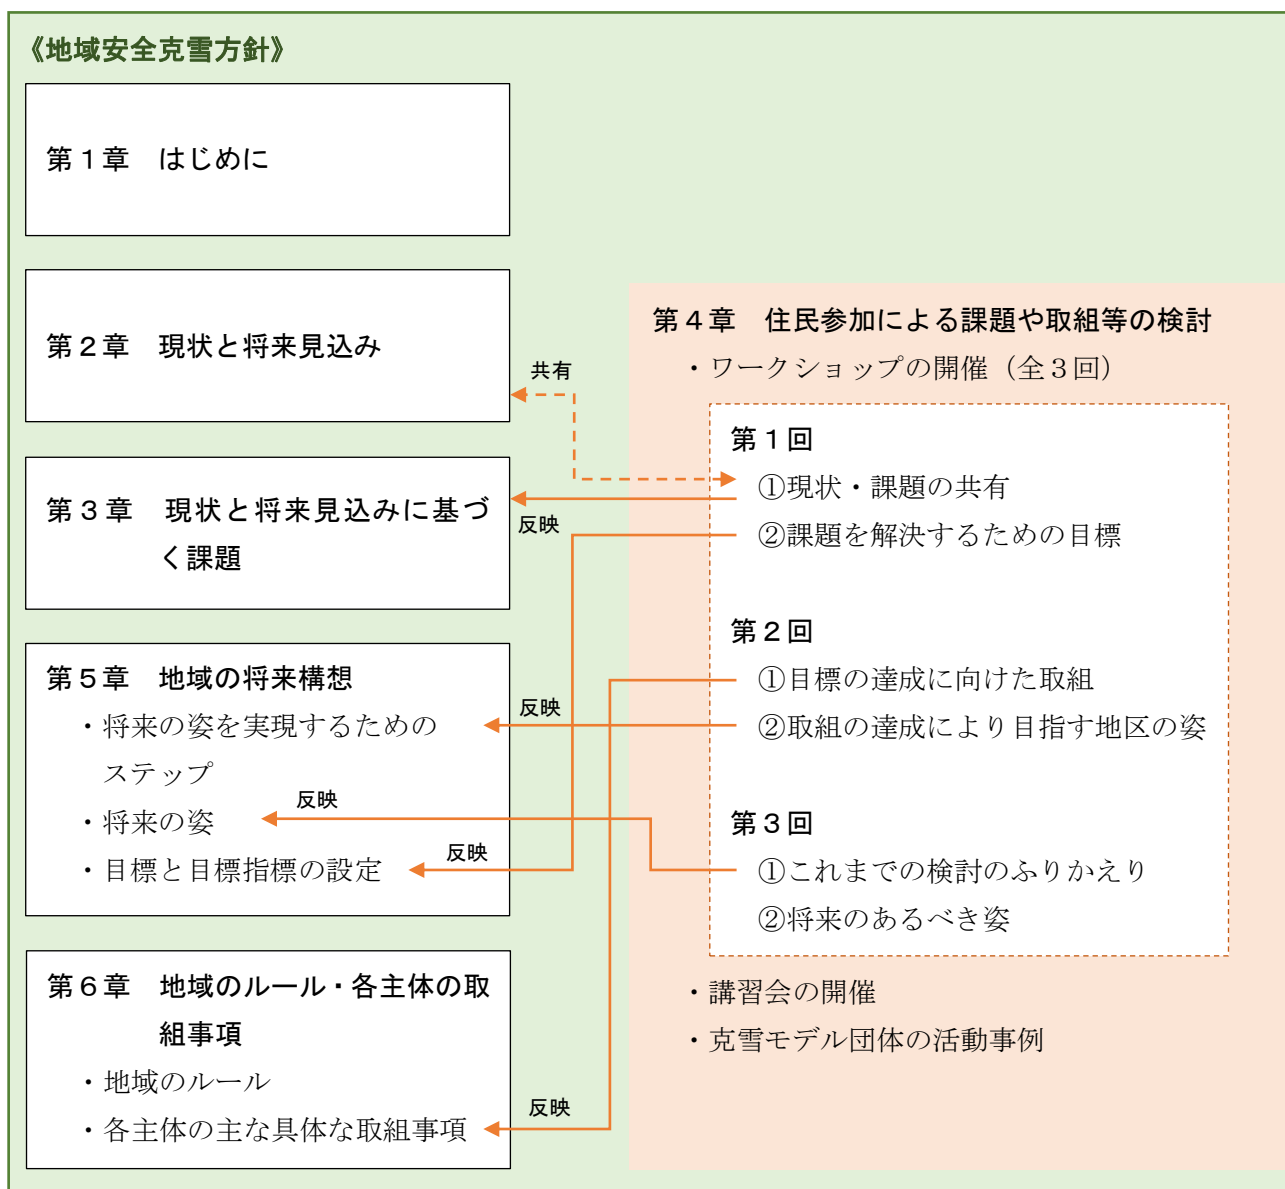 《地域安全克雪方針》
第1章　はじめに
第2章　現状と将来見込み
第3章　現状と将来見込みに基づ
く課題
第5章　地域の将来構想
・将来の姿を実現するための
ステップ
・将来の姿
・目標と目標指標の設定
第6章　地域のルール・各主体の取
組事項
・地域のルール
・各主体の主な具体な取組事項
共有
反映
反映
反映
反映
反映
第4章　住民参加による課題や取組等の検討
・ワークショップの開催（全3回）
第1回
①現状・課題の共有
②課題を解決するための目標
第2回
①目標の達成に向けた取組
②取組の達成により目指す地区の姿
第3回
①これまでの検討のふりかえり
②将来のあるべき姿
・講習会の開催
・克雪モデル団体の活動事例